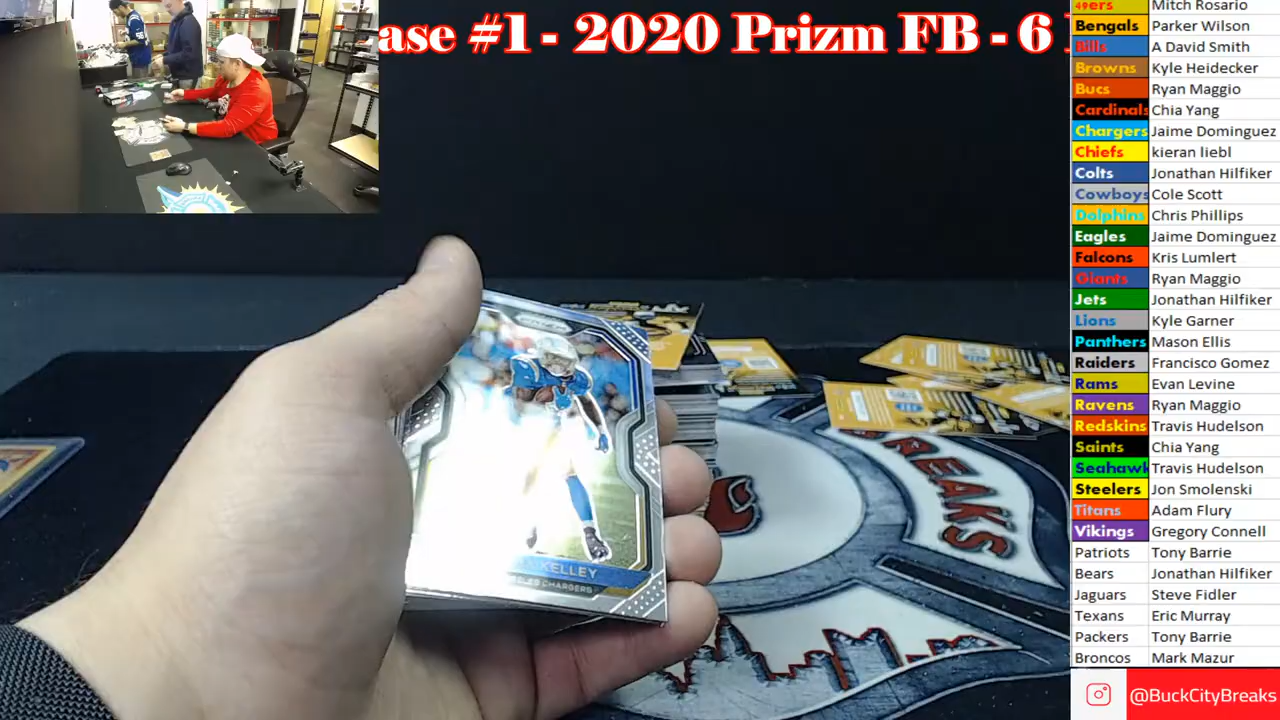 ase #1 - 2020 Prizm FB - 6
49ers Mitch Rosario
Bengals Parker Wilson
Bills A David Smith
Browns Kyle Heidecker
Bucs Ryan Maggio
Cardinals Chia Yang
Chargers Jaime Dominguez
Chiefs kieran liebl
Colts Jonathan Hilfiker
Cowboys Cole Scott
Dolphins Chris Phillips
Eagles Jaime Dominguez
Falcons Kris Lumlert
Giants Ryan Maggio
Jets Jonathan Hilfiker
Lions Kyle Garner
Panthers Mason Ellis
Raiders Francisco Gomez
Rams Evan Levine
Ravens Ryan Maggio
Redskins Travis Hudelson
Saints Chia Yang
Seahawk Travis Hudelson
Steelers Jon Smolenski
Titans Adam Flury
Vikings Gregory Connell
Patriots Tony Barrie
Bears Jonathan Hilfiker
Jaguars Steve Fidler
Texans Eric Murray
Packers Tony Barrie
Broncos Mark Mazur
@BuckCityBreaks
KELLEY
CHARGERS
REAKS